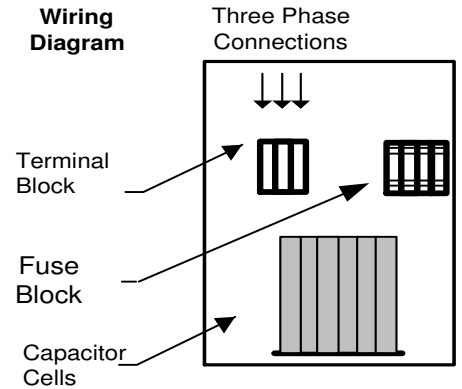 Wiring
Diagram
Three Phase
Connections
Terminal
Block
Fuse
Block
Capacitor
Cells